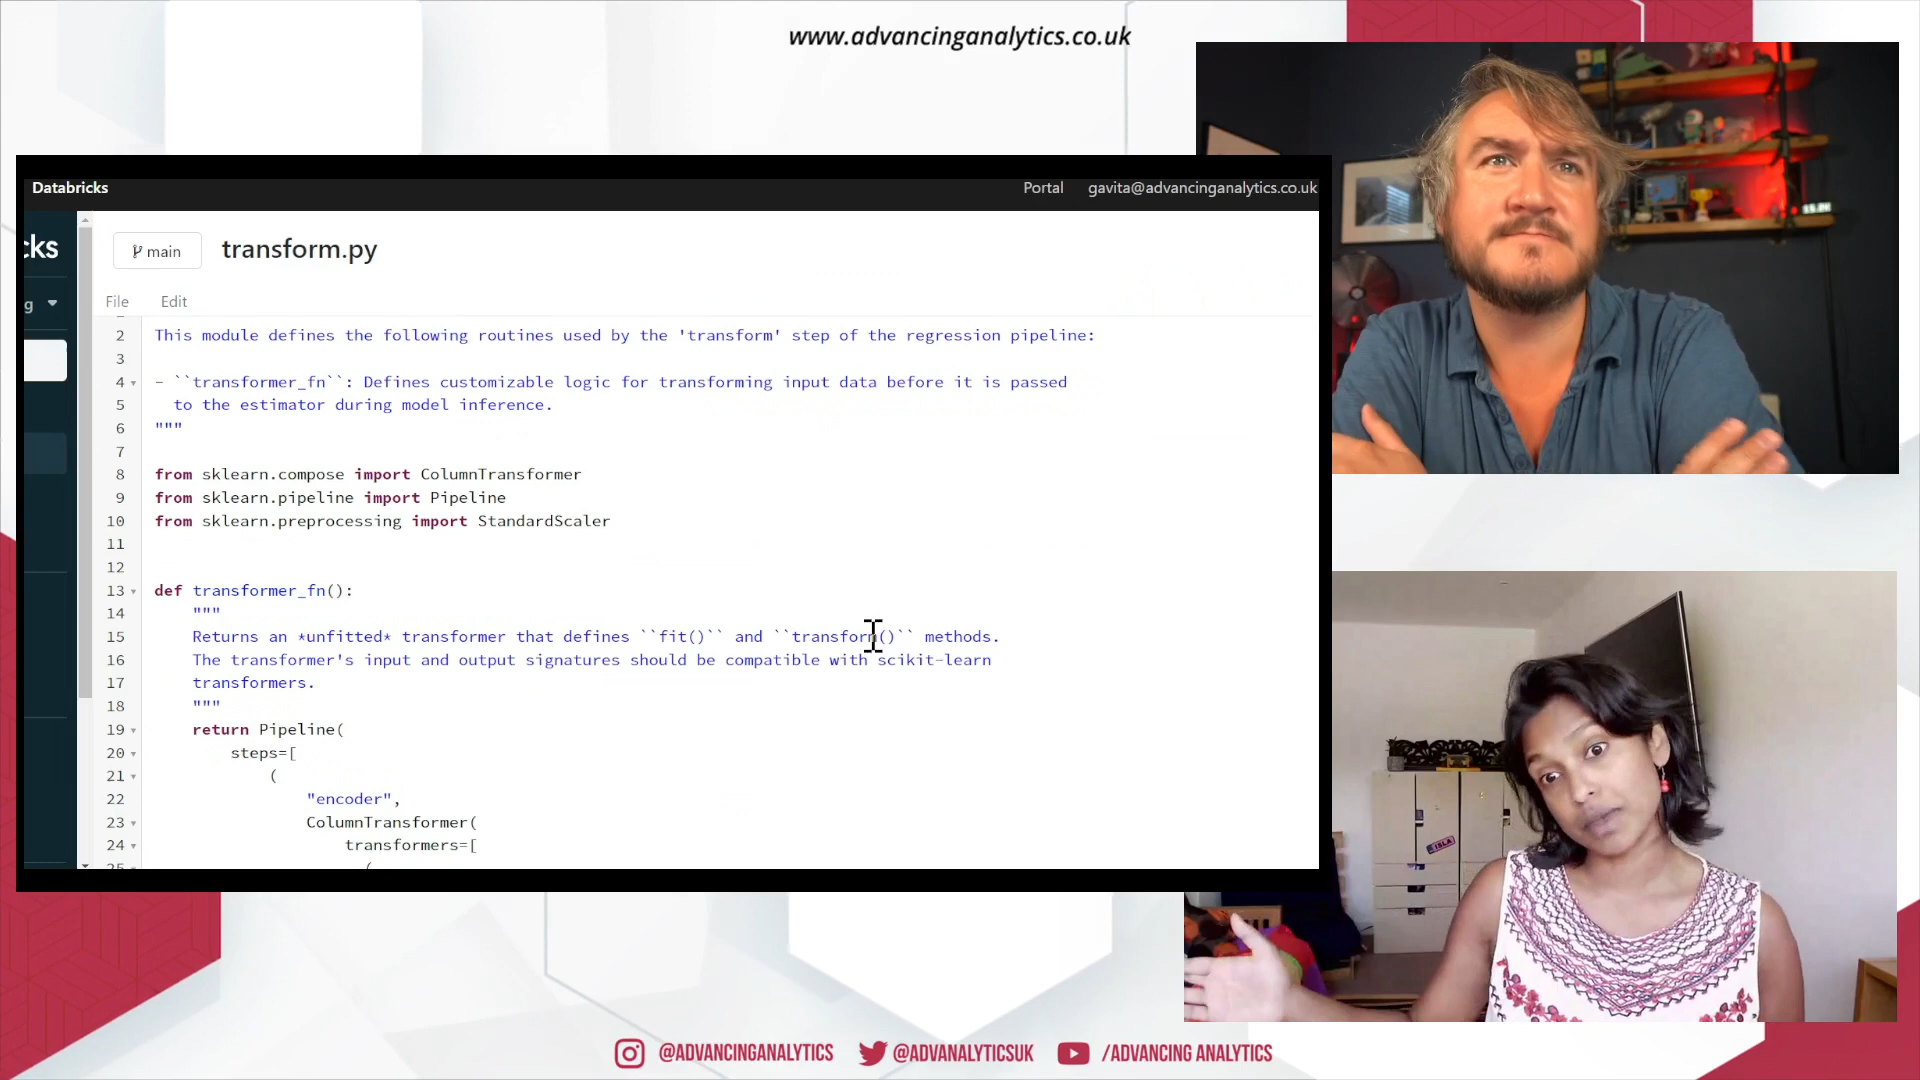 www.advancinganalytics.co.uk
Databricks
Portal
gavita@advancinganalytics.co.uk
cks
g
main
transform.py
File
Edit
2 This module defines the following routines used by the 'transform' step of the regression pipeline:
3
4 - ``transformer_fn``: Defines customizable logic for transforming input data before it is passed
5 to the estimator during model inference.
6 """
7
8 from sklearn.compose import ColumnTransformer
9 from sklearn.pipeline import Pipeline
10 from sklearn.preprocessing import StandardScaler
11
12
13 def transformer_fn():
14 """
15 Returns an *unfitted* transformer that defines ``fit()`` and ``transform()`` methods.
16 The transformer's input and output signatures should be compatible with scikit-learn
17 transformers.
18 """
19 return Pipeline(
20 steps=[
21 (
22 "encoder",
23 ColumnTransformer(
24 transformers=[
25 (
ISLA
@ADVANCINGANALYTICS
@ADVANALYTICSUK
/ADVANCING ANALYTICS